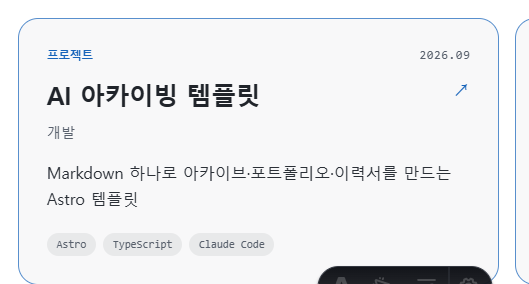 프로젝트 2026.09
AI 아카이빙 템플릿 ↗
개발
Markdown 하나로 아카이브·포트폴리오·이력서를 만드는
Astro 템플릿
Astro TypeScript Claude Code